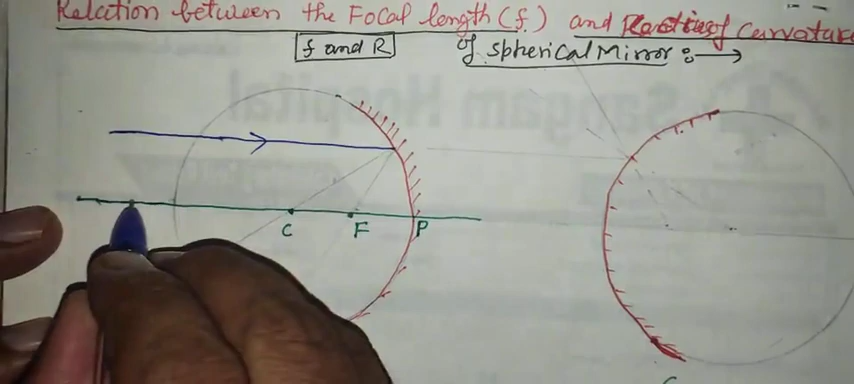 Relation between the Focal length (f) and Radius of Curvature
f and R of spherical Mirror :→
C F P